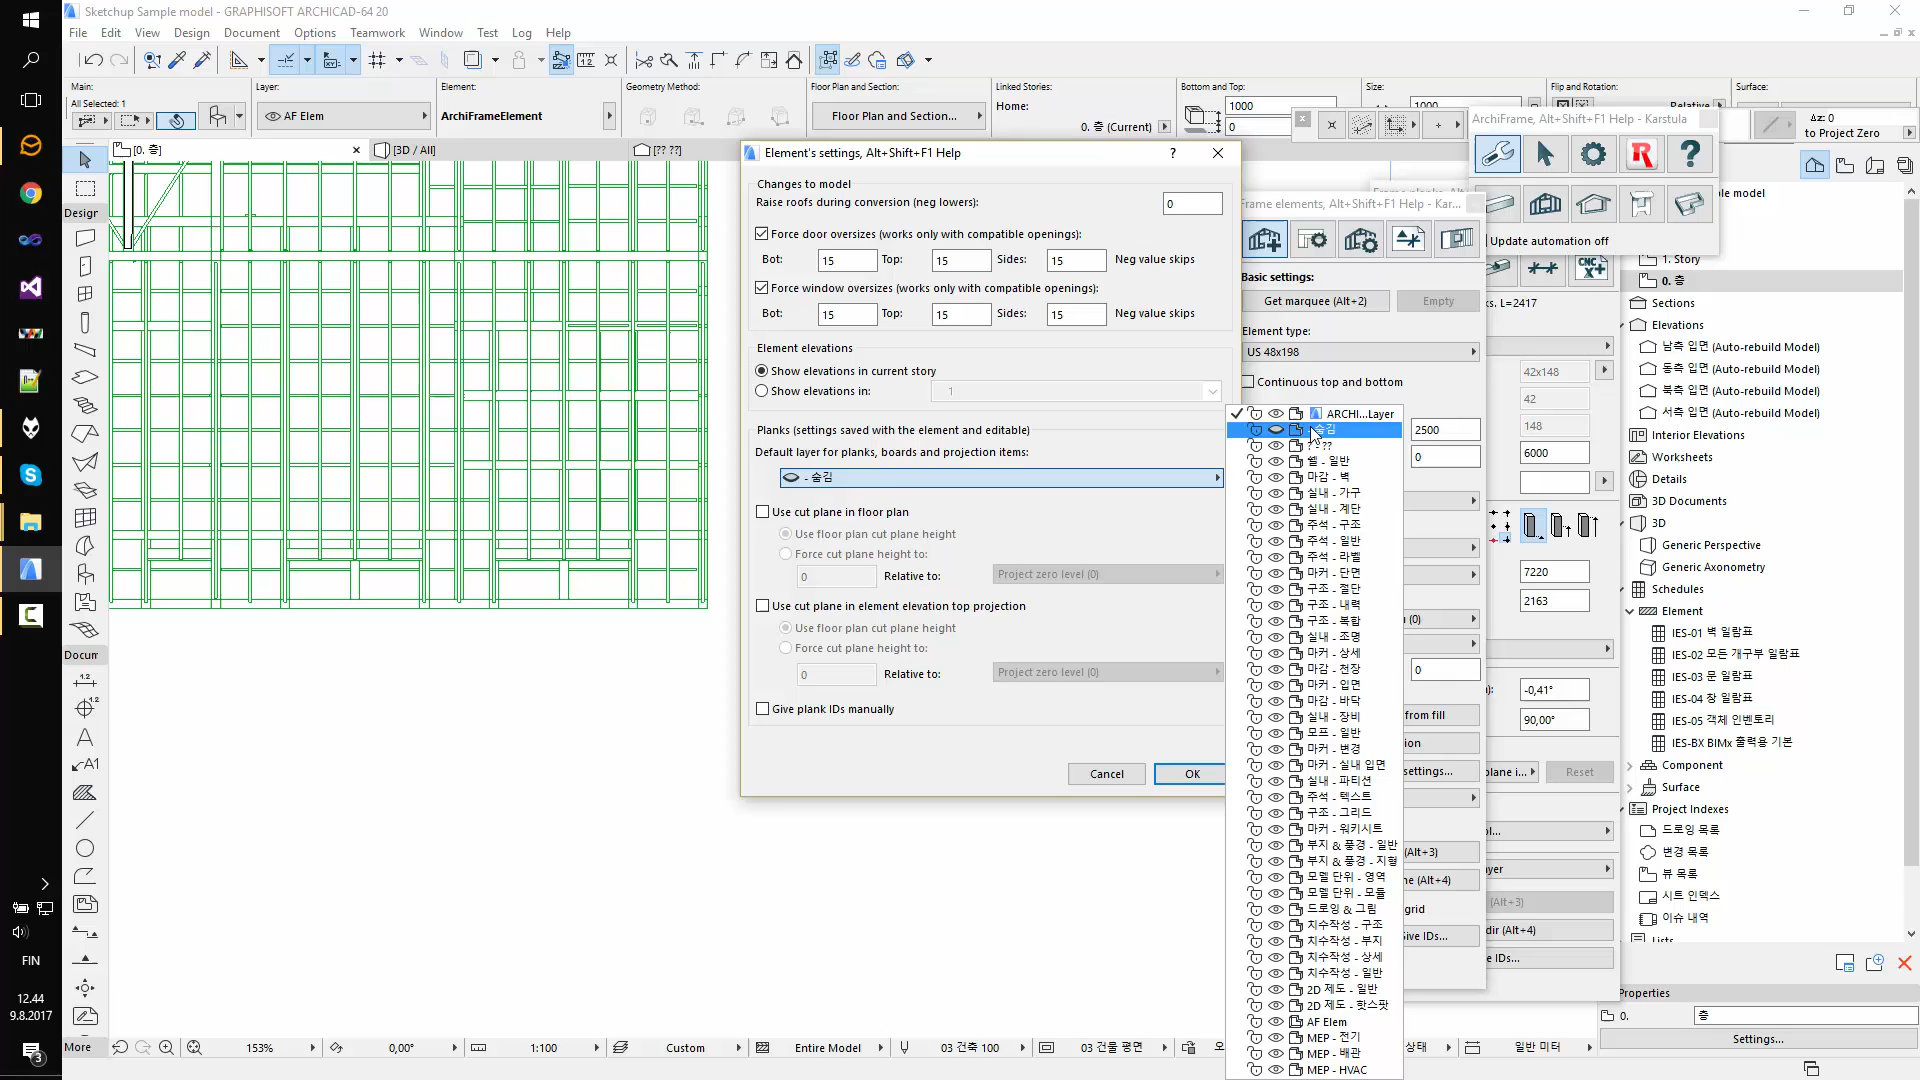 Sketchup Sample model - GRAPHISOFT ARCHICAD-64 20
File Edit View Design Document Options Teamwork Window Test Log Help
Main: Layer: Element: Geometry Method: Floor Plan and Section: Linked Stories: Bottom and Top: Size: Flip and Rotation: Surface:
All Selected: 1
AF Elem
ArchiFrameElement
Floor Plan and Section...
Home:
0. 층 (Current)
1000
0
1000
Relative
Δz: 0
to Project Zero
[0. 층]
[3D / All]
[?? ??]
Design
Docum
More
FIN
12.44
9.8.2017
3
Element's settings, Alt+Shift+F1 Help
?
Changes to model
Raise roofs during conversion (neg lowers):
0
Force door oversizes (works only with compatible openings):
Bot: 15 Top: 15 Sides: 15 Neg value skips
Force window oversizes (works only with compatible openings):
Bot: 15 Top: 15 Sides: 15 Neg value skips
Element elevations
Show elevations in current story
Show elevations in: 1
Planks (settings saved with the element and editable)
Default layer for planks, boards and projection items:
- 숨김
Use cut plane in floor plan
Use floor plan cut plane height
Force cut plane height to:
0 Relative to: Project zero level (0)
Use cut plane in element elevation top projection
Use floor plan cut plane height
Force cut plane height to:
0 Relative to: Project zero level (0)
Give plank IDs manually
Cancel OK
ARCHI...Layer
- 숨김
? - ??
쉘 - 일반
마감 - 벽
실내 - 가구
실내 - 계단
주석 - 구조
주석 - 일반
주석 - 라벨
마커 - 단면
구조 - 절단
구조 - 내력
구조 - 복합
실내 - 조명
마커 - 상세
마감 - 천장
마커 - 입면
마감 - 바닥
실내 - 장비
모프 - 일반
마커 - 변경
마커 - 실내 입면
실내 - 파티션
주석 - 텍스트
구조 - 그리드
마커 - 워키시트
부지 & 풍경 - 일반
부지 & 풍경 - 지형
모델 단위 - 영역
모델 단위 - 모듈
드로잉 & 그림
치수작성 - 구조
치수작성 - 부지
치수작성 - 상세
치수작성 - 일반
2D 제도 - 일반
2D 제도 - 핫스팟
AF Elem
MEP - 전기
MEP - 배관
MEP - HVAC
Frame elements, Alt+Shift+F1 Help - Kar...
Basic settings:
Get marquee (Alt+2) Empty
Element type:
US 48x198
Continuous top and bottom
2500
0
(0)
0
from fill
settings...
(Alt+3)
ne (Alt+4)
grid
ArchiFrame, Alt+Shift+F1 Help - Karstula
R
?
Update automation off
CNC
L=2417
42x148
42
148
6000
7220
2163
-0,41°
90,00°
plane i... Reset
(Alt+3)
dir (Alt+4)
e IDs...
ple model
1. Story
0. 층
Sections
Elevations
남측 입면 (Auto-rebuild Model)
동측 입면 (Auto-rebuild Model)
북측 입면 (Auto-rebuild Model)
서측 입면 (Auto-rebuild Model)
Interior Elevations
Worksheets
Details
3D Documents
3D
Generic Perspective
Generic Axonometry
Schedules
Element
IES-01 벽 일람표
IES-02 모든 개구부 일람표
IES-03 문 일람표
IES-04 창 일람표
IES-05 객체 인벤토리
IES-BX BIMx 출력용 기본
Component
Surface
Project Indexes
드로잉 목록
변경 목록
뷰 목록
시트 인덱스
이슈 내역
Lists
Properties
0. 층
Settings...
153% 0,00° 1:100 Custom Entire Model 03 건축 100 03 건물 평면 상태 일반 미터